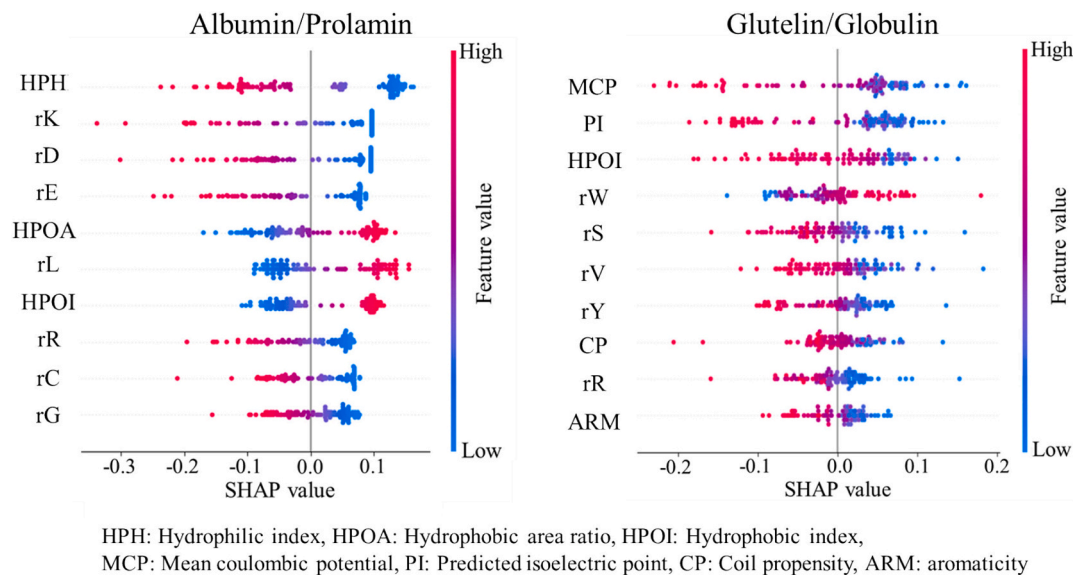 Albumin/Prolamin
High
HPH
rK
rD
rE
HPOA
rL
HPOI
rR
rC
rG
Feature value
Low
-0.3 -0.2 -0.1 0.0 0.1
SHAP value
Glutelin/Globulin
High
MCP
PI
HPOI
rW
rS
rV
rY
CP
rR
ARM
Feature value
Low
-0.2 -0.1 0.0 0.1 0.2
SHAP value
HPH: Hydrophilic index, HPOA: Hydrophobic area ratio, HPOI: Hydrophobic index,
MCP: Mean coulombic potential, PI: Predicted isoelectric point, CP: Coil propensity, ARM: aromaticity